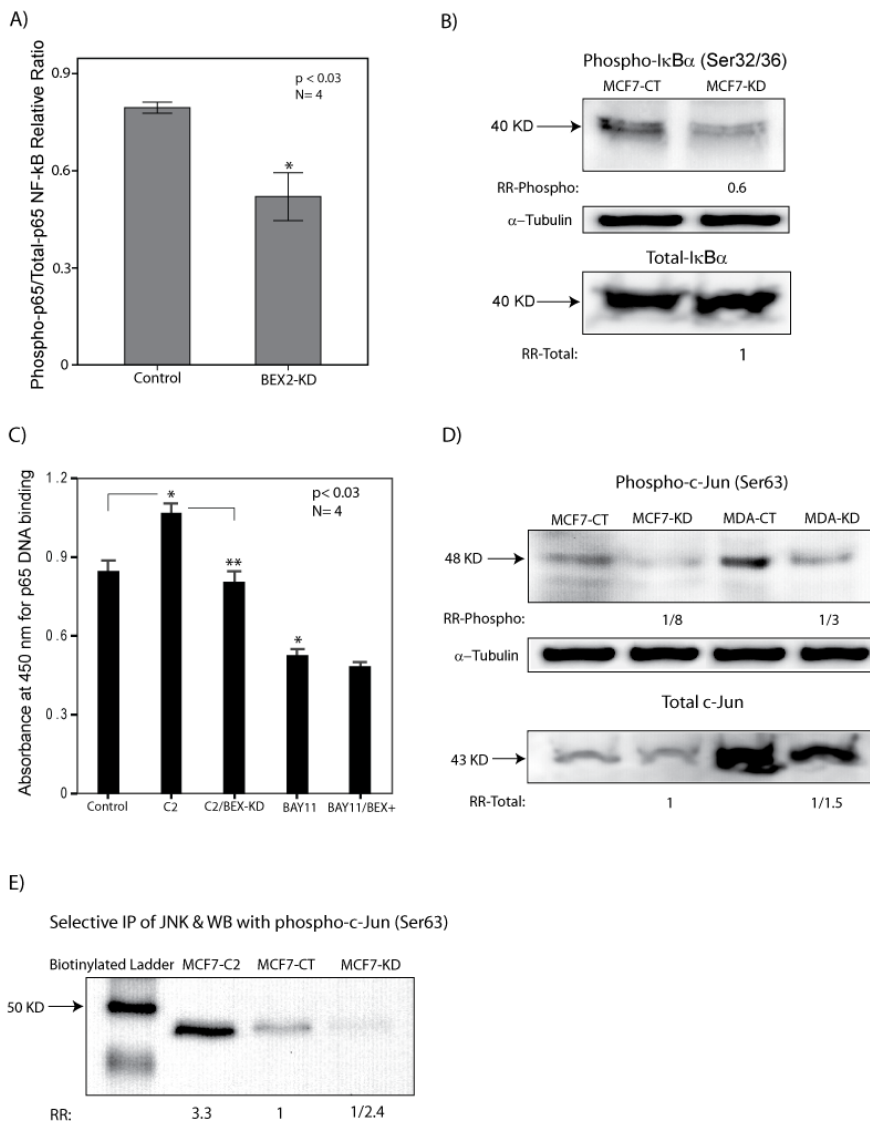 A)
Phospho-p65/Total-p65 NF-kB Relative Ratio
0.9
0.6
0.3
0
p < 0.03
N= 4
*
Control
BEX2-KD
B)
Phospho-IκBα (Ser32/36)
MCF7-CT
MCF7-KD
40 KD
RR-Phospho:
0.6
α–Tubulin
Total-IκBα
40 KD
RR-Total:
1
C)
Absorbance at 450 nm for p65 DNA binding
1.2
0.9
0.6
0.3
0
p< 0.03
N= 4
*
**
*
Control
C2
C2/BEX-KD
BAY11
BAY11/BEX+
D)
Phospho-c-Jun (Ser63)
MCF7-CT
MCF7-KD
MDA-CT
MDA-KD
48 KD
RR-Phospho:
1/8
1/3
α–Tubulin
Total c-Jun
43 KD
RR-Total:
1
1/1.5
E)
Selective IP of JNK & WB with phospho-c-Jun (Ser63)
Biotinylated Ladder
MCF7-C2
MCF7-CT
MCF7-KD
50 KD
RR:
3.3
1
1/2.4